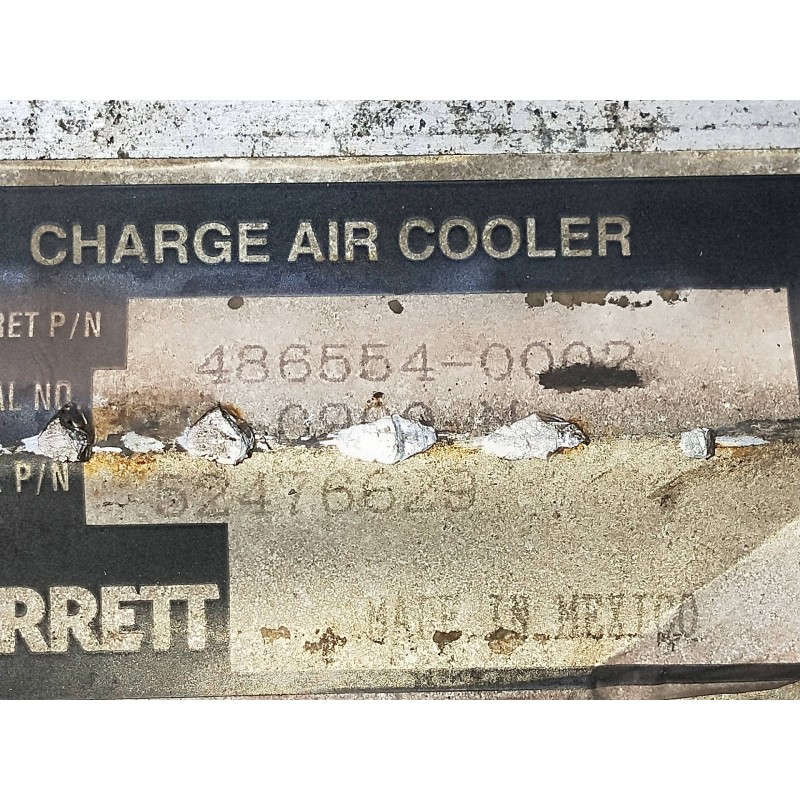 CHARGE AIR COOLER
RET P/N 486554-0002
AL NO
P/N 52476629
RRETT MADE IN MEXICO